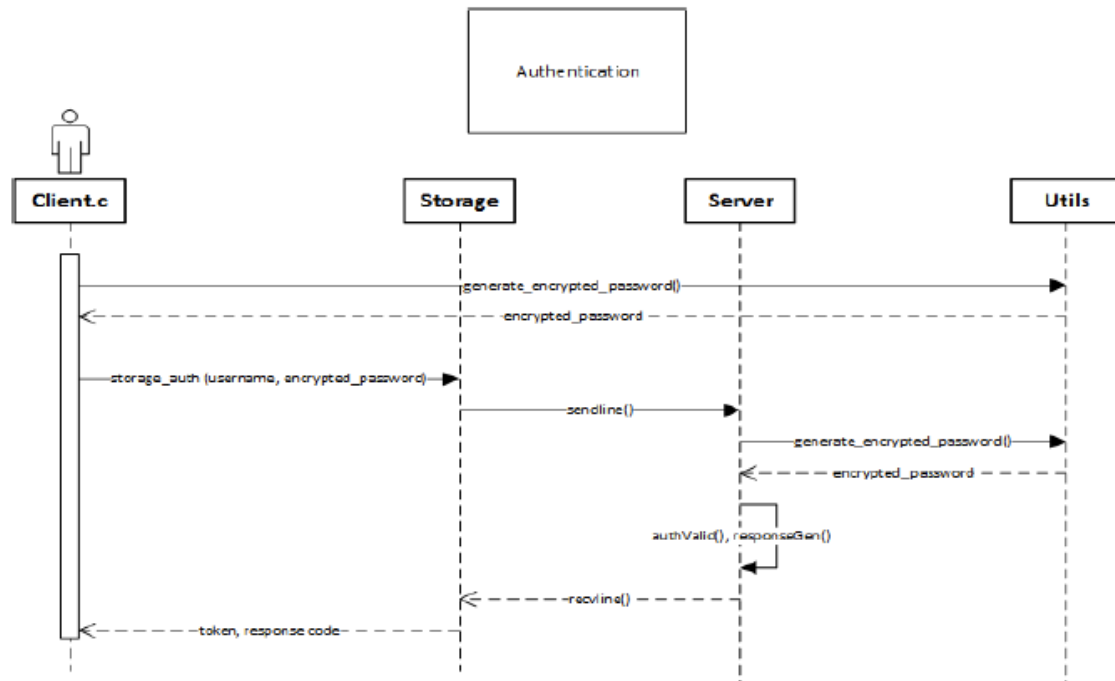 Authentication
Client.c
Storage
Server
Utils
generate_encrypted_password()
encrypted_password
storage_auth (username, encrypted_password)
sendline()
generate_encrypted_password()
encrypted_password
authValid(), responseGen()
recvline()
token, response code